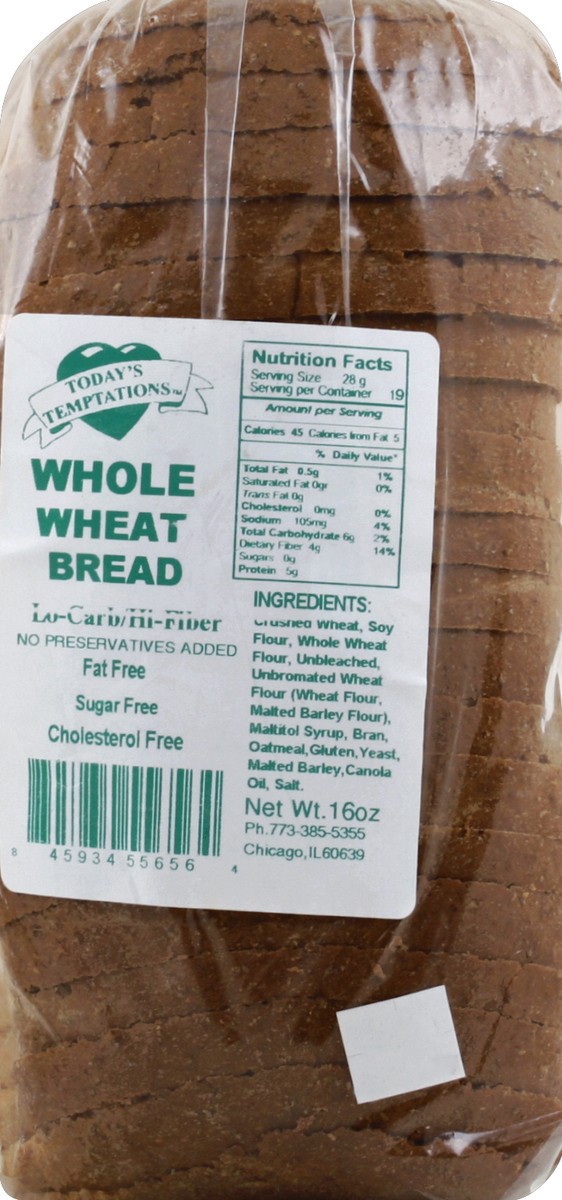 TODAY'S
TEMPTATIONS™
WHOLE
WHEAT
BREAD
Lo-Carb/Hi-Fiber
NO PRESERVATIVES ADDED
Fat Free
Sugar Free
Cholesterol Free
8 45934 55656 4
Nutrition Facts
Serving Size 28 g
Serving per Container 19
Amount per Serving
Calories 45 Calories from Fat 5
% Daily Value*
Total Fat 0.5g 1%
Saturated Fat 0gr 0%
Trans Fat 0g
Cholesterol 0mg 0%
Sodium 105mg 4%
Total Carbohydrate 6g 2%
Dietary Fiber 4g 14%
Sugars 0g
Protein 5g
INGREDIENTS:
Crushed Wheat, Soy
Flour, Whole Wheat
Flour, Unbleached,
Unbromated Wheat
Flour (Wheat Flour,
Malted Barley Flour),
Maltitol Syrup, Bran,
Oatmeal, Gluten, Yeast,
Malted Barley, Canola
Oil, Salt.
Net Wt.16oz
Ph.773-385-5355
Chicago, IL60639